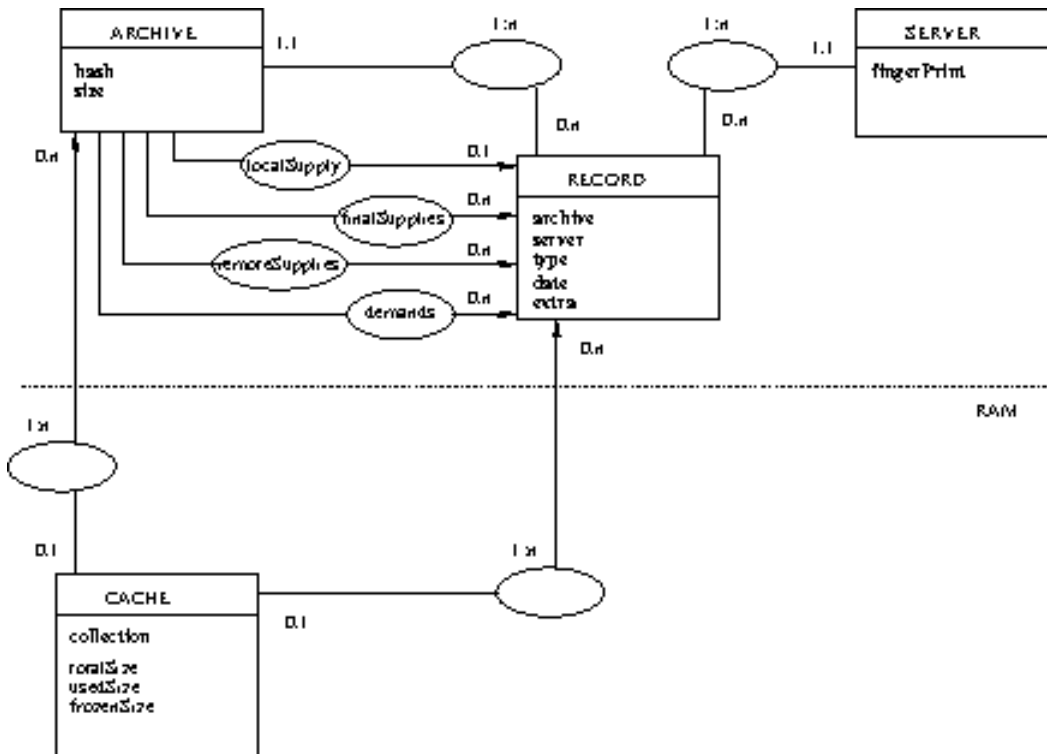 ARCHIVE
hash
size
1.1
1:n
1:n
1.1
SERVER
fingerPrint
0.n
0.n
0.n
localSupply
0.1
RECORD
archive
server
type
date
extra
finalSupplies
0.n
remoteSupplies
0.n
demands
0.n
0.n
RAM
1:n
0.1
1:n
CACHE
0.1
collection
totalSize
usedSize
frozenSize